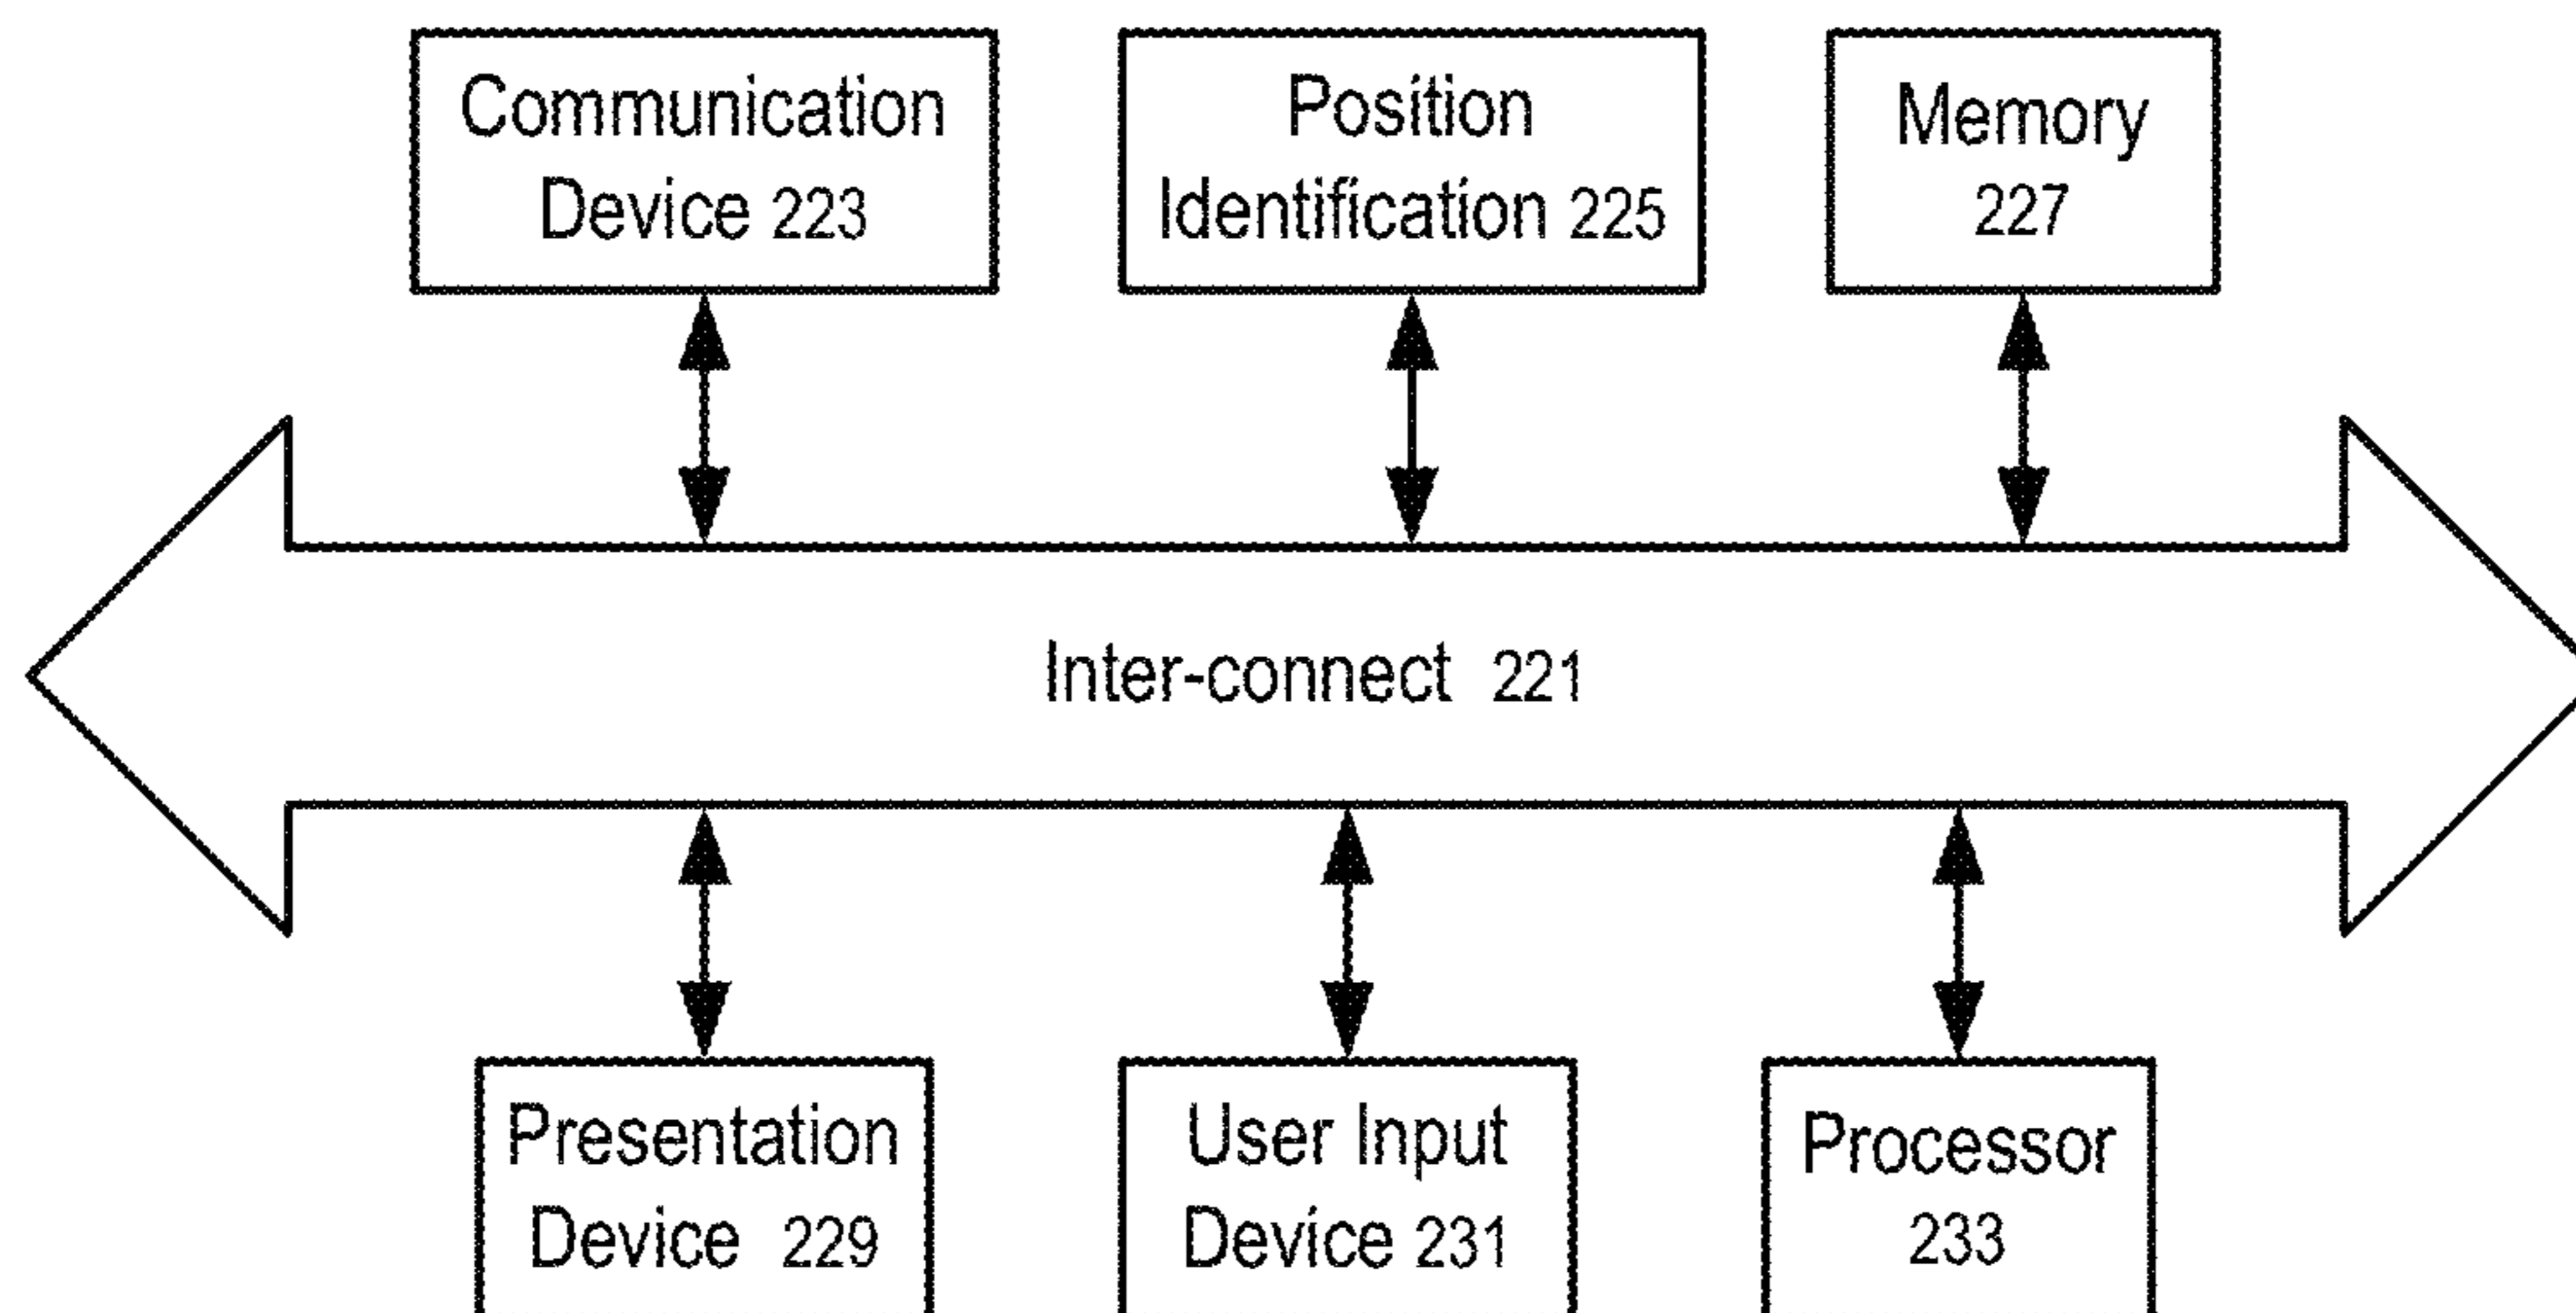 Communication
Device 223
Position
Identification 225
Memory
227
Inter-connect 221
Presentation
Device 229
User Input
Device 231
Processor
233